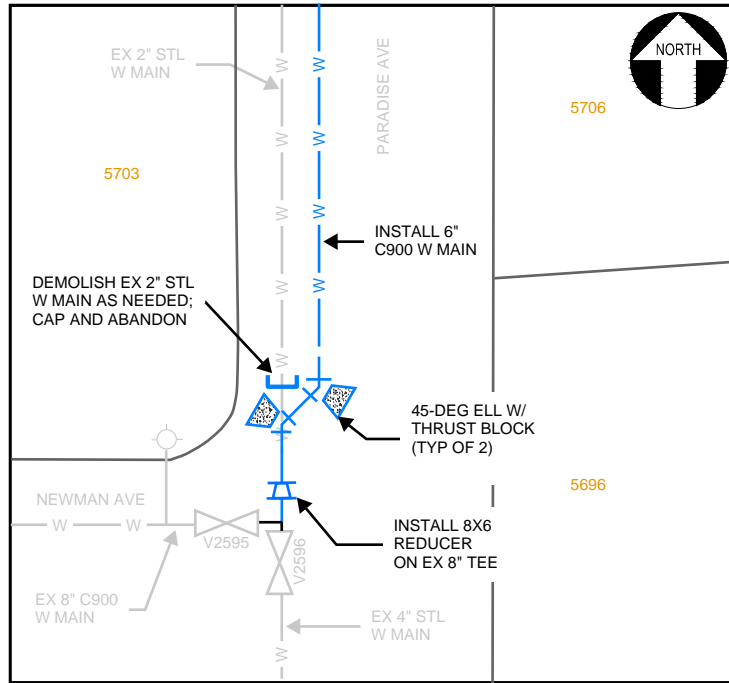 EX 2" STL
W MAIN
W
W
W
W
W
W
W
W
W
W
PARADISE AVE
NORTH
5706
5703
INSTALL 6"
C900 W MAIN
DEMOLISH EX 2" STL
W MAIN AS NEEDED;
CAP AND ABANDON
45-DEG ELL W/
THRUST BLOCK
(TYP OF 2)
W
W
NEWMAN AVE
W
W
V2595
V2596
INSTALL 8X6
REDUCER
ON EX 8" TEE
5696
EX 8" C900
W MAIN
EX 4" STL
W MAIN
W